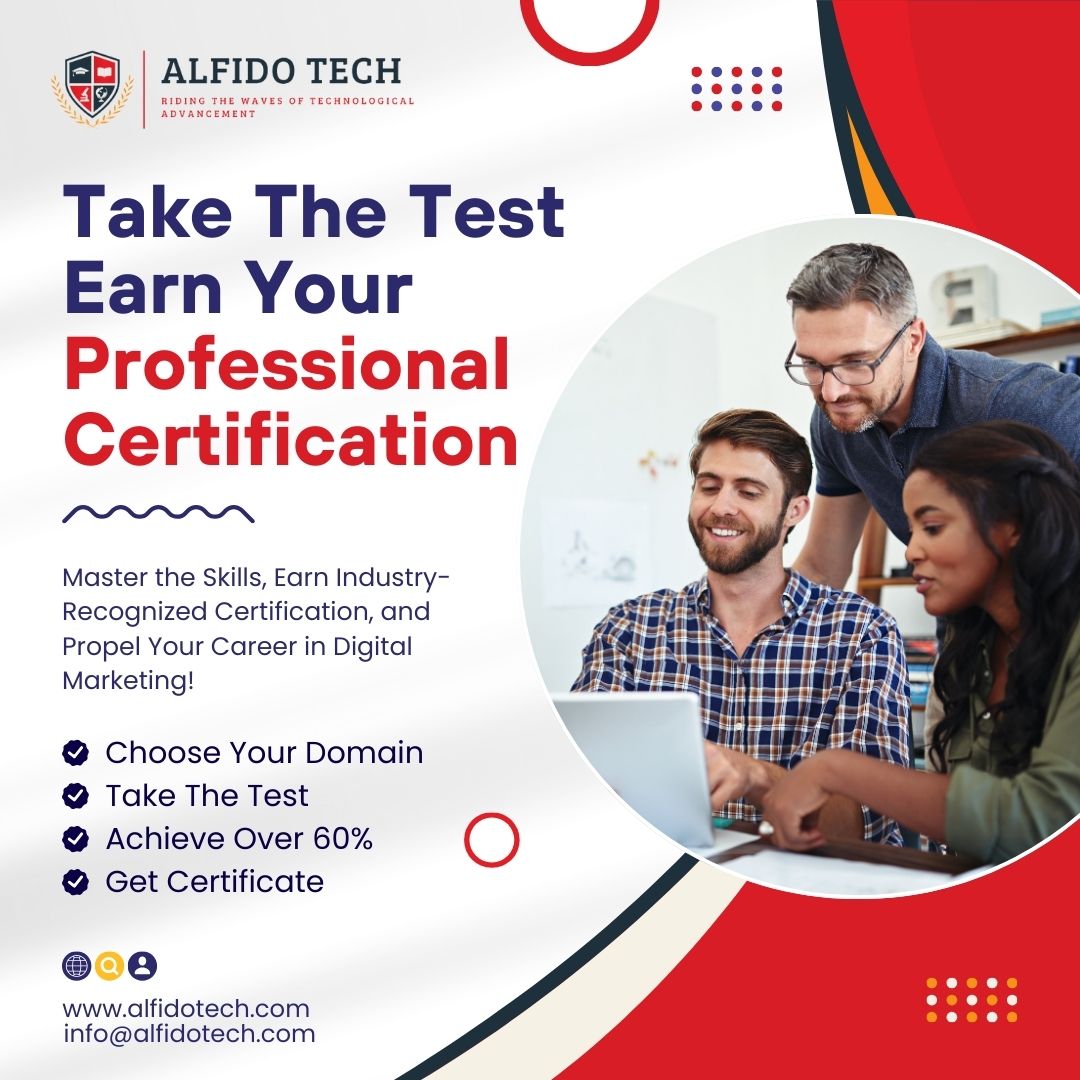 ALFIDO TECH
RIDING THE WAVES OF TECHNOLOGICAL
ADVANCEMENT
Take The Test
Earn Your
Professional
Certification
Master the Skills, Earn Industry-
Recognized Certification, and
Propel Your Career in Digital
Marketing!
Choose Your Domain
Take The Test
Achieve Over 60%
Get Certificate
www.alfidotech.com
info@alfidotech.com